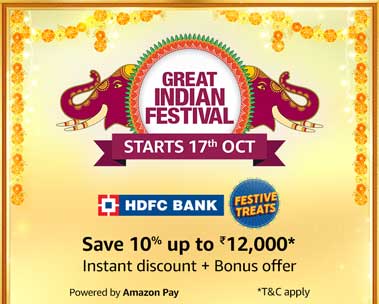 GREAT
INDIAN
FESTIVAL
STARTS 17th OCT
HDFC BANK
FESTIVE
TREATS
Save 10% up to ₹12,000*
Instant discount + Bonus offer
Powered by Amazon Pay
*T&C apply